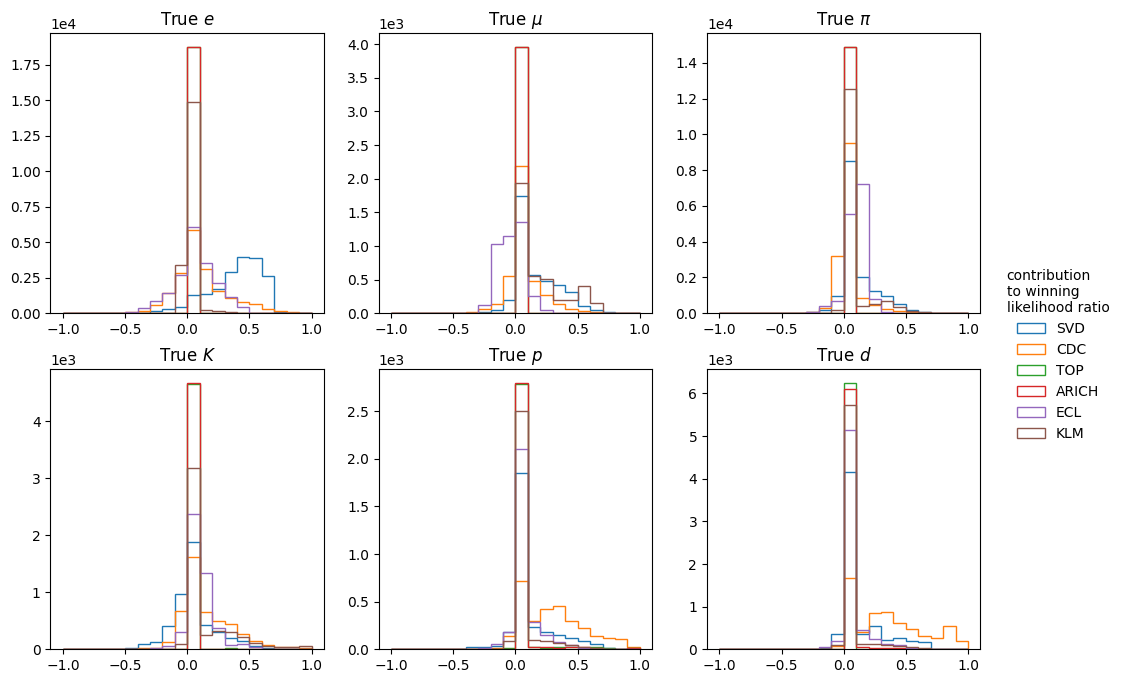 True e
1e4
1.75
1.50
1.25
1.00
0.75
0.50
0.25
0.00
−1.0 −0.5 0.0 0.5 1.0
True μ
1e3
4.0
3.5
3.0
2.5
2.0
1.5
1.0
0.5
0.0
−1.0 −0.5 0.0 0.5 1.0
True π
1e4
1.4
1.2
1.0
0.8
0.6
0.4
0.2
0.0
−1.0 −0.5 0.0 0.5 1.0
True K
1e3
4
3
2
1
0
−1.0 −0.5 0.0 0.5 1.0
True p
1e3
2.5
2.0
1.5
1.0
0.5
0.0
−1.0 −0.5 0.0 0.5 1.0
True d
1e3
6
5
4
3
2
1
0
−1.0 −0.5 0.0 0.5 1.0
contribution
to winning
likelihood ratio
SVD
CDC
TOP
ARICH
ECL
KLM